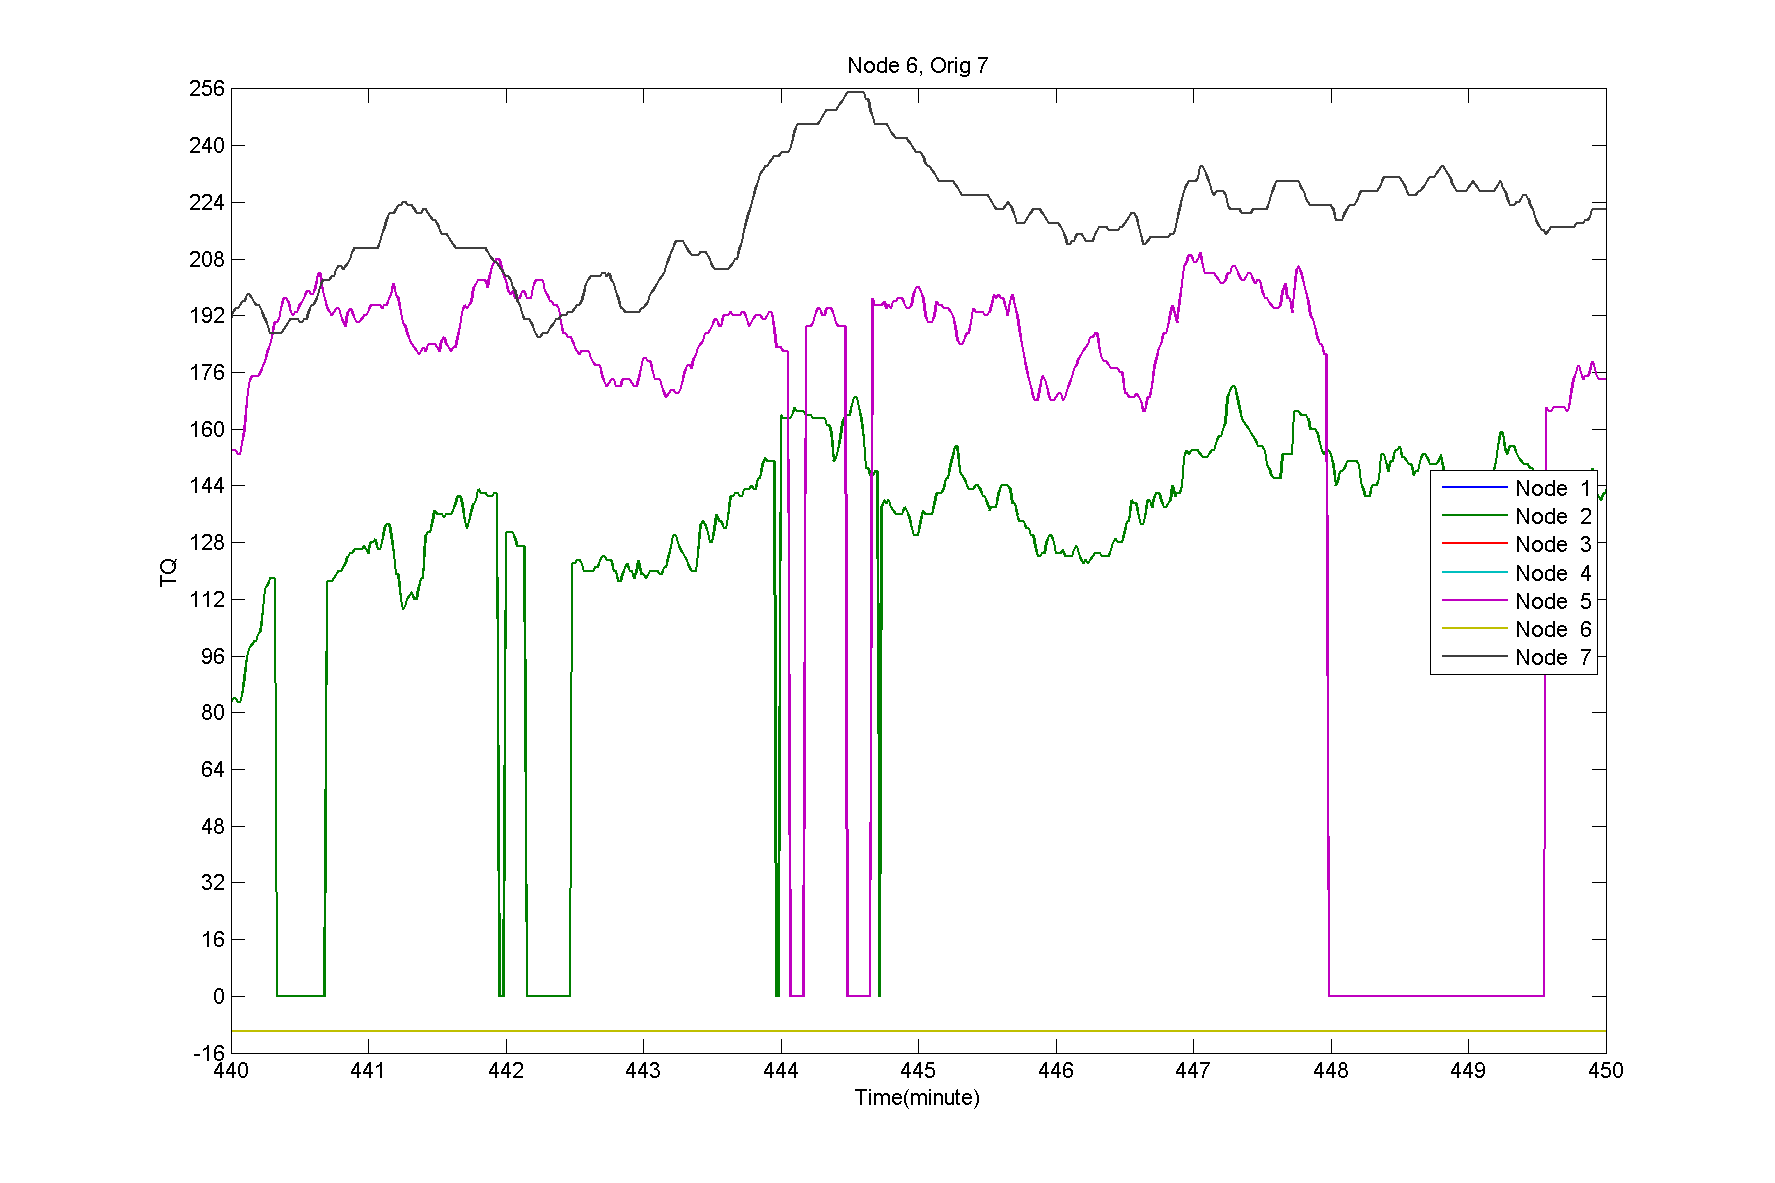 Node 6, Orig 7
256
240
224
208
192
176
160
144
128
112
96
80
64
48
32
16
0
-16
TQ
Node 1
Node 2
Node 3
Node 4
Node 5
Node 6
Node 7
440 441 442 443 444 445 446 447 448 449 450
Time(minute)